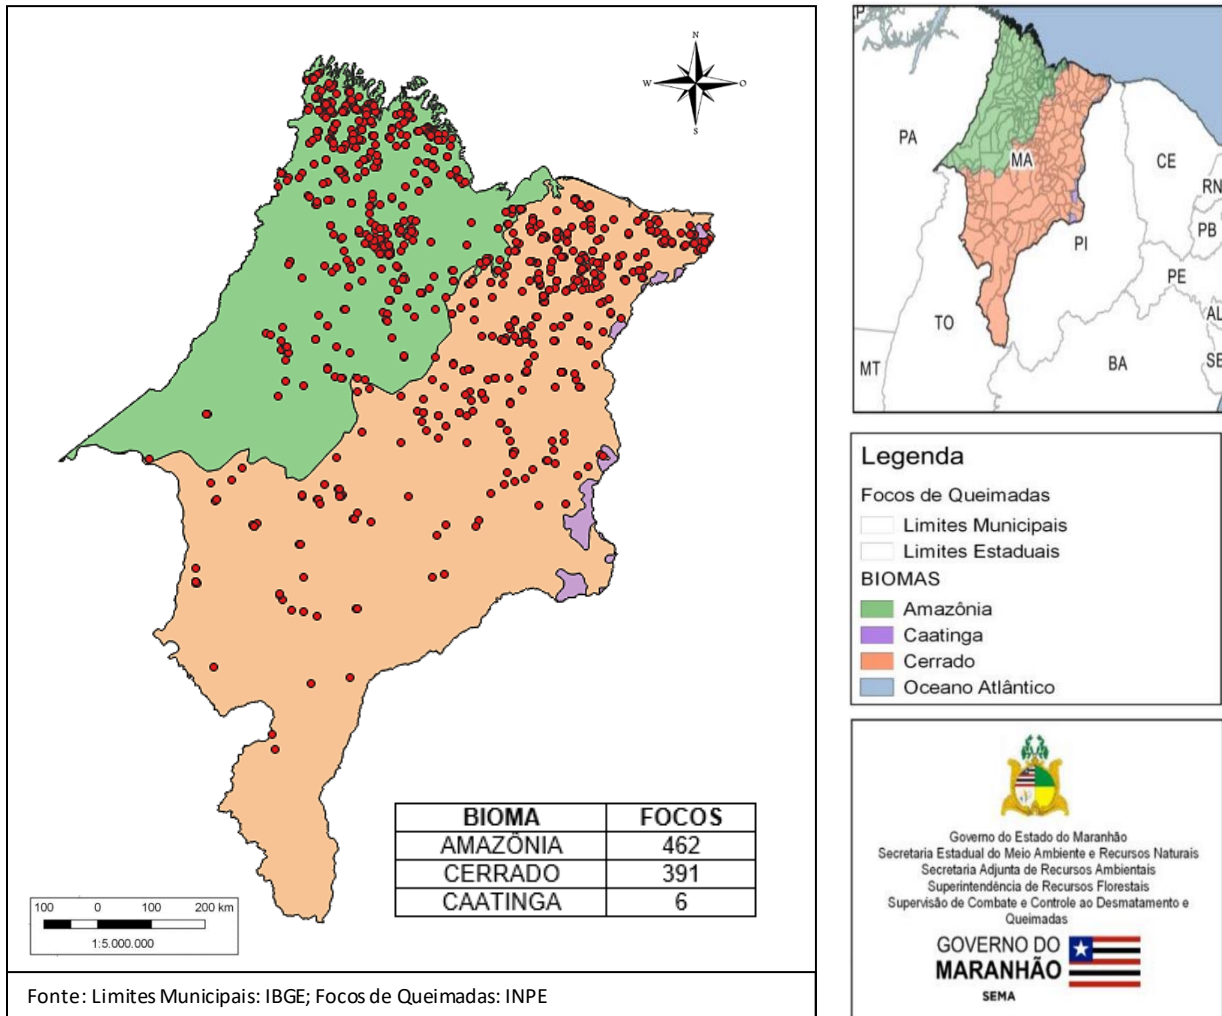 N
W
O
S
BIOMA FOCOS
AMAZÔNIA 462
CERRADO 391
CAATINGA 6
100 0 100 200 km
1:5.000.000
Fonte: Limites Municipais: IBGE; Focos de Queimadas: INPE
PA
MA
CE
RN
PB
PI
PE
TO
AL
MT
BA
SE
Legenda
Focos de Queimadas
Limites Municipais
Limites Estaduais
BIOMAS
Amazônia
Caatinga
Cerrado
Oceano Atlântico
Governo do Estado do Maranhão
Secretaria Estadual do Meio Ambiente e Recursos Naturais
Secretaria Adjunta de Recursos Ambientais
Superintendência de Recursos Florestais
Supervisão de Combate e Controle ao Desmatamento e
Queimadas
GOVERNO DO
MARANHÃO
SEMA